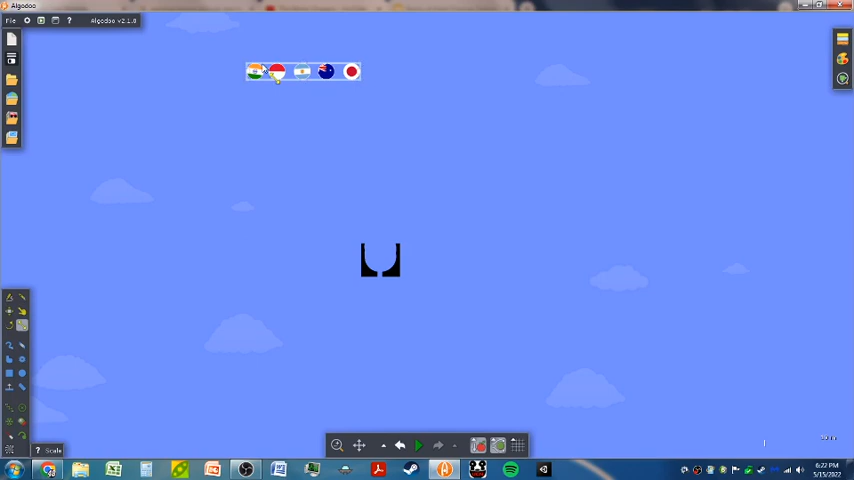 Algodoo
File ? Algodoo v2.1.0
? Scale
6:22 PM
5/15/2022